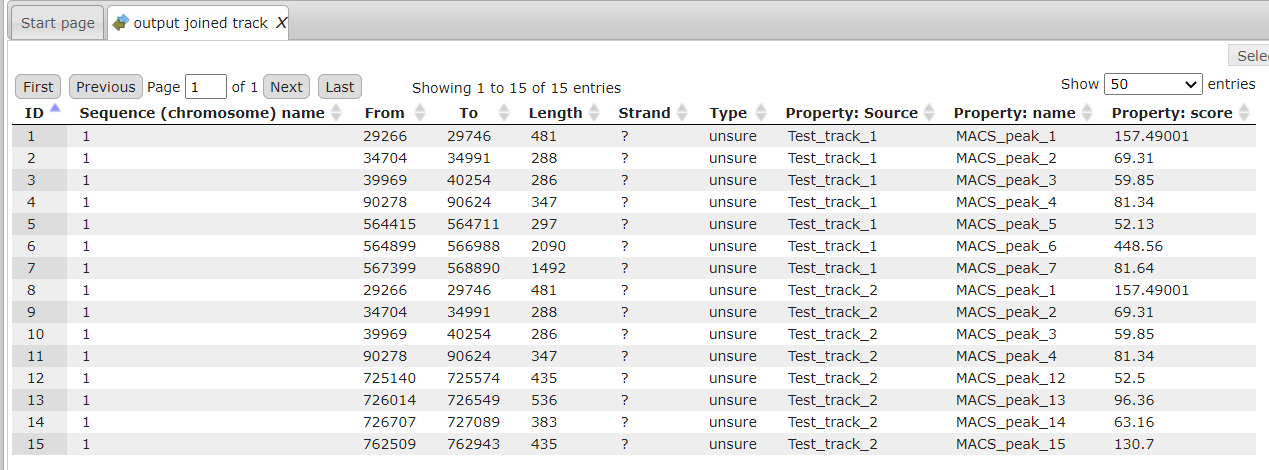 Start page output joined track X
Selec
First Previous Page 1 of 1 Next Last Showing 1 to 15 of 15 entries Show 50 entries
ID Sequence (chromosome) name From To Length Strand Type Property: Source Property: name Property: score
1 1 29266 29746 481 ? unsure Test_track_1 MACS_peak_1 157.49001
2 1 34704 34991 288 ? unsure Test_track_1 MACS_peak_2 69.31
3 1 39969 40254 286 ? unsure Test_track_1 MACS_peak_3 59.85
4 1 90278 90624 347 ? unsure Test_track_1 MACS_peak_4 81.34
5 1 564415 564711 297 ? unsure Test_track_1 MACS_peak_5 52.13
6 1 564899 566988 2090 ? unsure Test_track_1 MACS_peak_6 448.56
7 1 567399 568890 1492 ? unsure Test_track_1 MACS_peak_7 81.64
8 1 29266 29746 481 ? unsure Test_track_2 MACS_peak_1 157.49001
9 1 34704 34991 288 ? unsure Test_track_2 MACS_peak_2 69.31
10 1 39969 40254 286 ? unsure Test_track_2 MACS_peak_3 59.85
11 1 90278 90624 347 ? unsure Test_track_2 MACS_peak_4 81.34
12 1 725140 725574 435 ? unsure Test_track_2 MACS_peak_12 52.5
13 1 726014 726549 536 ? unsure Test_track_2 MACS_peak_13 96.36
14 1 726707 727089 383 ? unsure Test_track_2 MACS_peak_14 63.16
15 1 762509 762943 435 ? unsure Test_track_2 MACS_peak_15 130.7